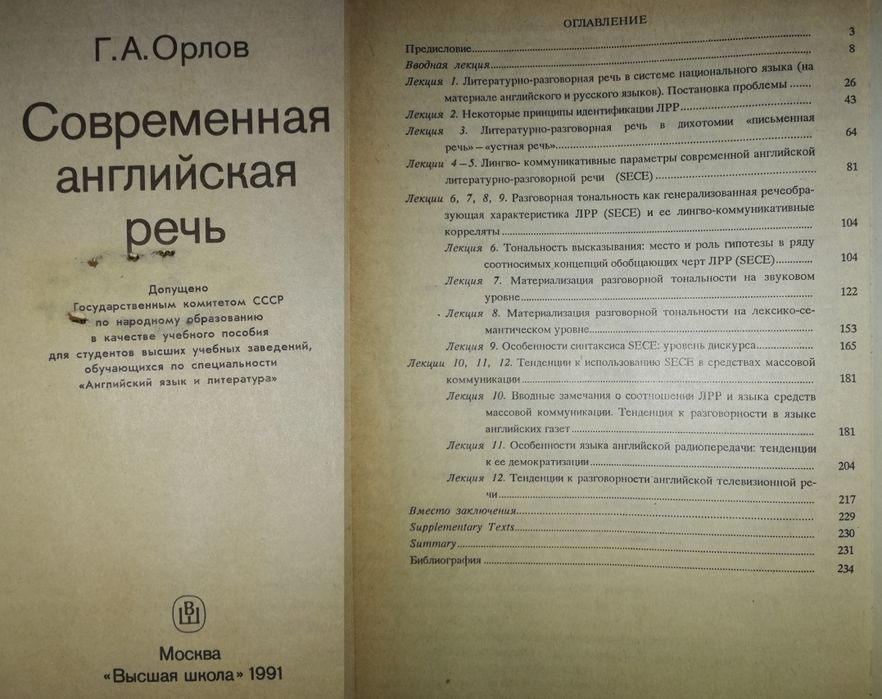 Г.А.Орлов
Современная
английская
речь
Допущено
Государственным комитетом СССР
по народному образованию
в качестве учебного пособия
для студентов высших учебных заведений,
обучающихся по специальности
«Английский язык и литература»
ВШ
Москва
«Высшая школа» 1991
ОГЛАВЛЕНИЕ
Предисловие 3
Вводная лекция 8
Лекция 1. Литературно-разговорная речь в системе национального языка (на
материале английского и русского языков). Постановка проблемы 26
Лекция 2. Некоторые принципы идентификации ЛРР 43
Лекция 3. Литературно-разговорная речь в дихотомии «письменная
речь»–«устная речь» 64
Лекции 4–5. Лингво- коммуникативные параметры современной английской
литературно-разговорной речи (SECE) 81
Лекции 6, 7, 8, 9. Разговорная тональность как генерализованная речеобра-
зующая характеристика ЛРР (SECE) и ее лингво-коммуникативные
корреляты 104
Лекция 6. Тональность высказывания: место и роль гипотезы в ряду
соотносимых концепций обобщающих черт ЛРР (SECE) 104
Лекция 7. Материализация разговорной тональности на звуковом
уровне 122
Лекция 8. Материализация разговорной тональности на лексико-се-
мантическом уровне 153
Лекция 9. Особенности синтаксиса SECE: уровень дискурса 165
Лекции 10, 11, 12. Тенденции к использованию SECE в средствах массовой
коммуникации 181
Лекция 10. Вводные замечания о соотношении ЛРР и языка средств
массовой коммуникации. Тенденция к разговорности в языке
английских газет 181
Лекция 11. Особенности языка английской радиопередачи: тенденции
к ее демократизации 204
Лекция 12. Тенденции к разговорности английской телевизионной ре-
чи 217
Вместо заключения 229
Supplementary Texts 230
Summary 231
Библиография 234